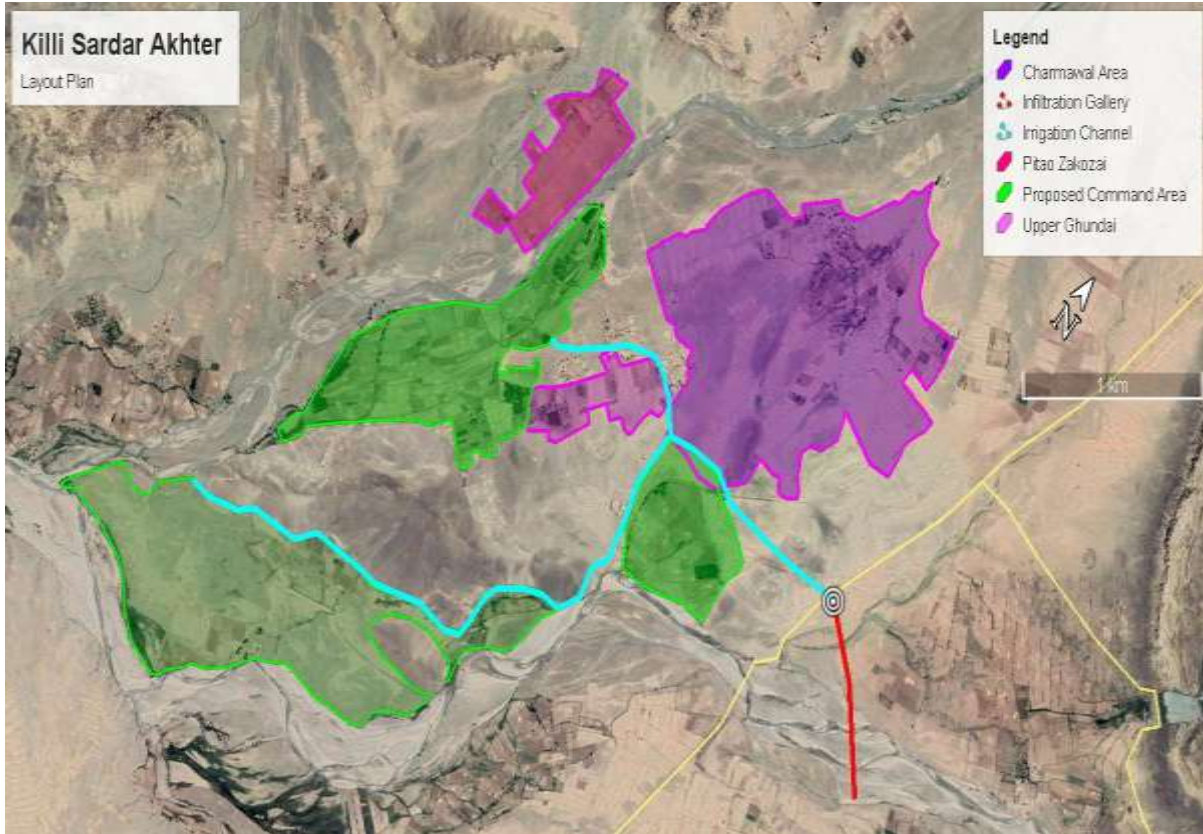 Killi Sardar Akhter
Layout Plan
Legend
Charmawal Area
Infiltration Gallery
Irrigation Channel
Pitao Zakozai
Proposed Command Area
Upper Ghundai
N
1 km